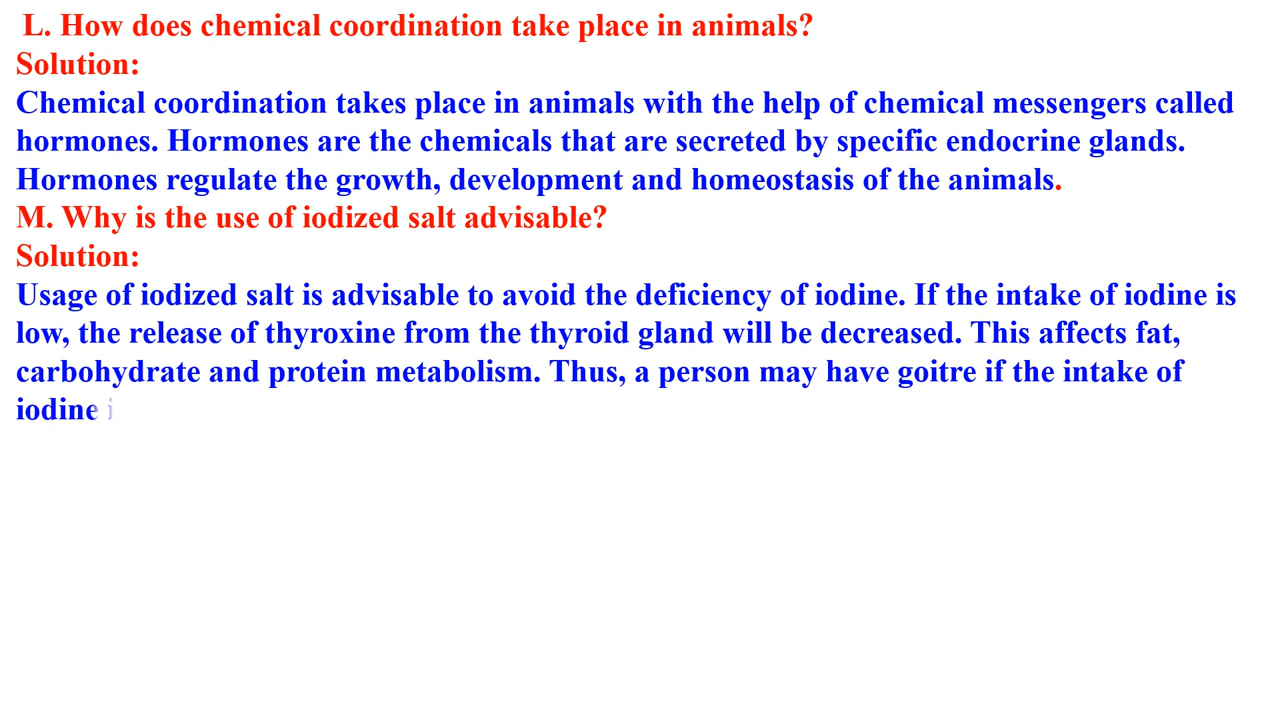 L. How does chemical coordination take place in animals?
Solution:
Chemical coordination takes place in animals with the help of chemical messengers called
hormones. Hormones are the chemicals that are secreted by specific endocrine glands.
Hormones regulate the growth, development and homeostasis of the animals.
M. Why is the use of iodized salt advisable?
Solution:
Usage of iodized salt is advisable to avoid the deficiency of iodine. If the intake of iodine is
low, the release of thyroxine from the thyroid gland will be decreased. This affects fat,
carbohydrate and protein metabolism. Thus, a person may have goitre if the intake of
iodine